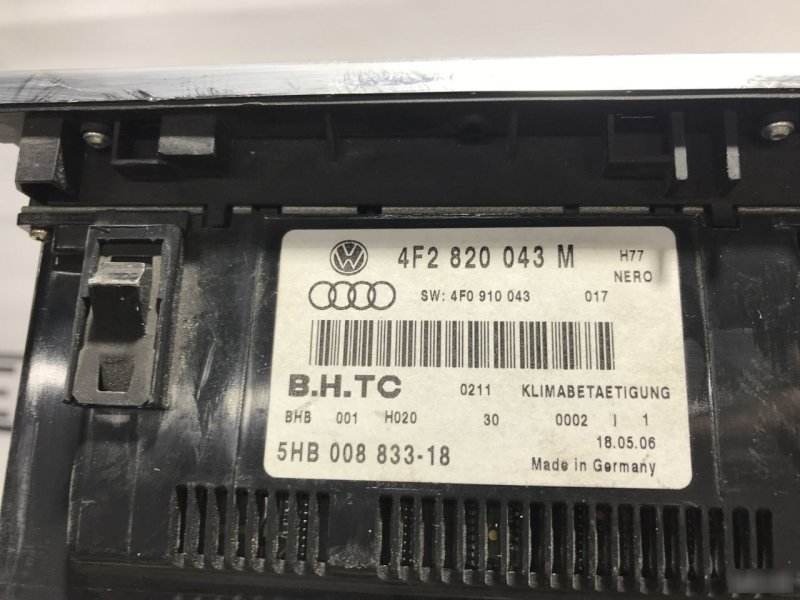 4F2 820 043 M H77
NERO
SW: 4F0 910 043 017
B.H.TC 0211 KLIMABETAETIGUNG
BHB 001 H020 30 0002 I 1
18.05.06
5HB 008 833-18 Made in Germany